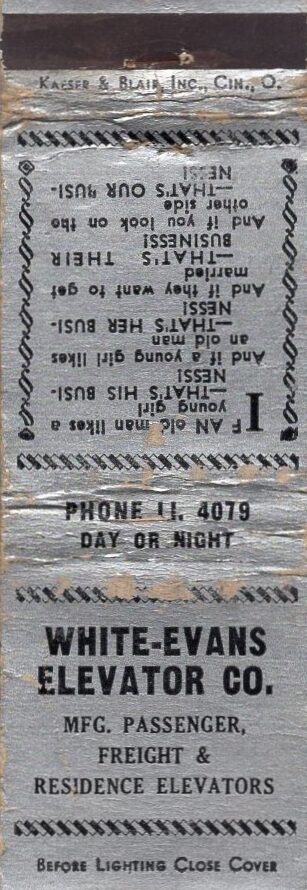 KAESER & BLAIR, INC., CIN., O.
IF AN old man likes a
young girl
—THAT'S HIS BUSI-
NESS!
And if a young girl likes
an old man
—THAT'S HER BUSI-
NESS!
And if they want to get
married
—THAT'S THEIR
BUSINESS!
And if you look on the
other side
—THAT'S OUR BUSI-
NESS!
PHONE LI. 4079
DAY OR NIGHT
WHITE-EVANS
ELEVATOR CO.
MFG. PASSENGER,
FREIGHT &
RESIDENCE ELEVATORS
BEFORE LIGHTING CLOSE COVER